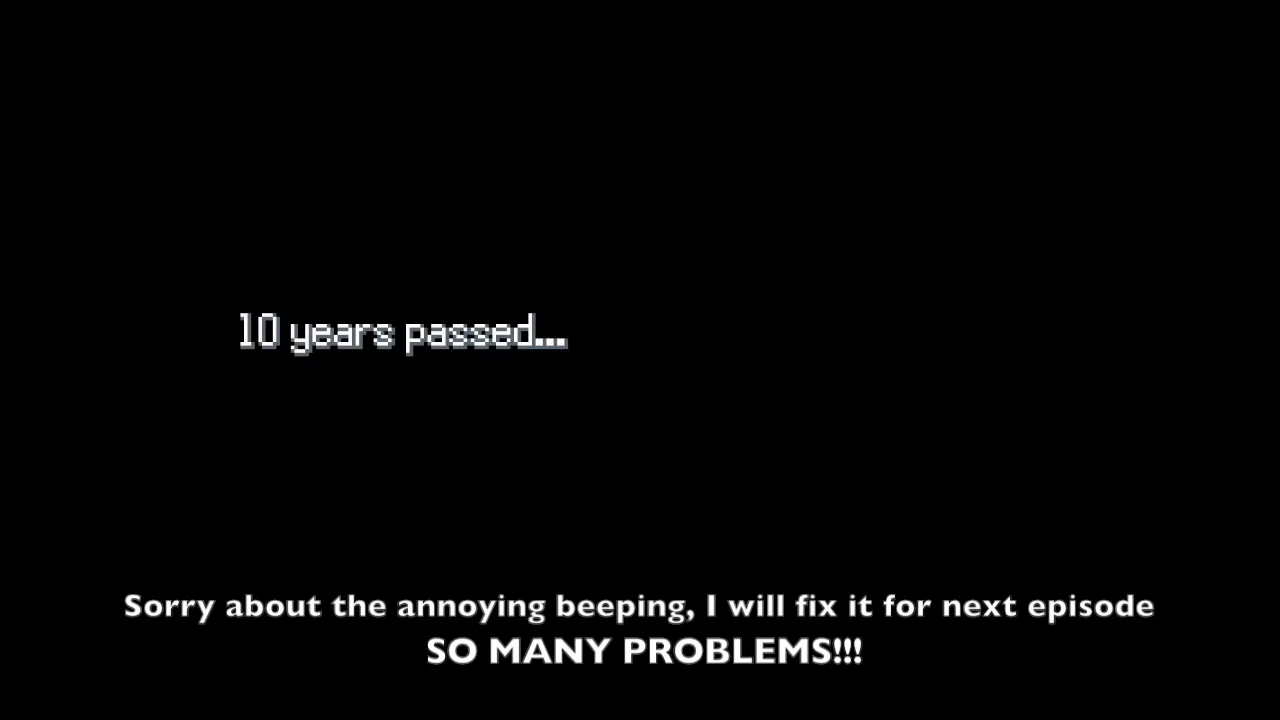 10 years passed...
Sorry about the annoying beeping, I will fix it for next episode
SO MANY PROBLEMS!!!